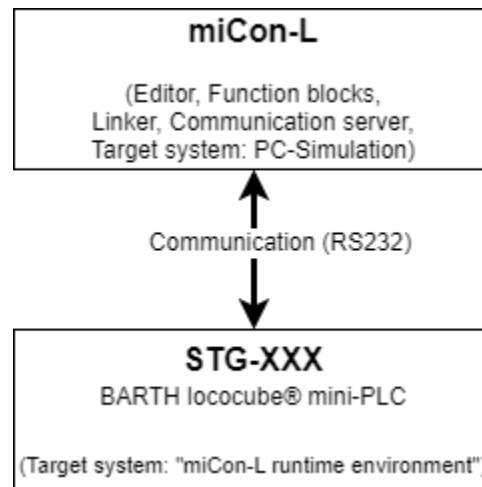 miCon-L
(Editor, Function blocks,
Linker, Communication server,
Target system: PC-Simulation)
Communication (RS232)
STG-XXX
BARTH lococube® mini-PLC
(Target system: "miCon-L runtime environment")